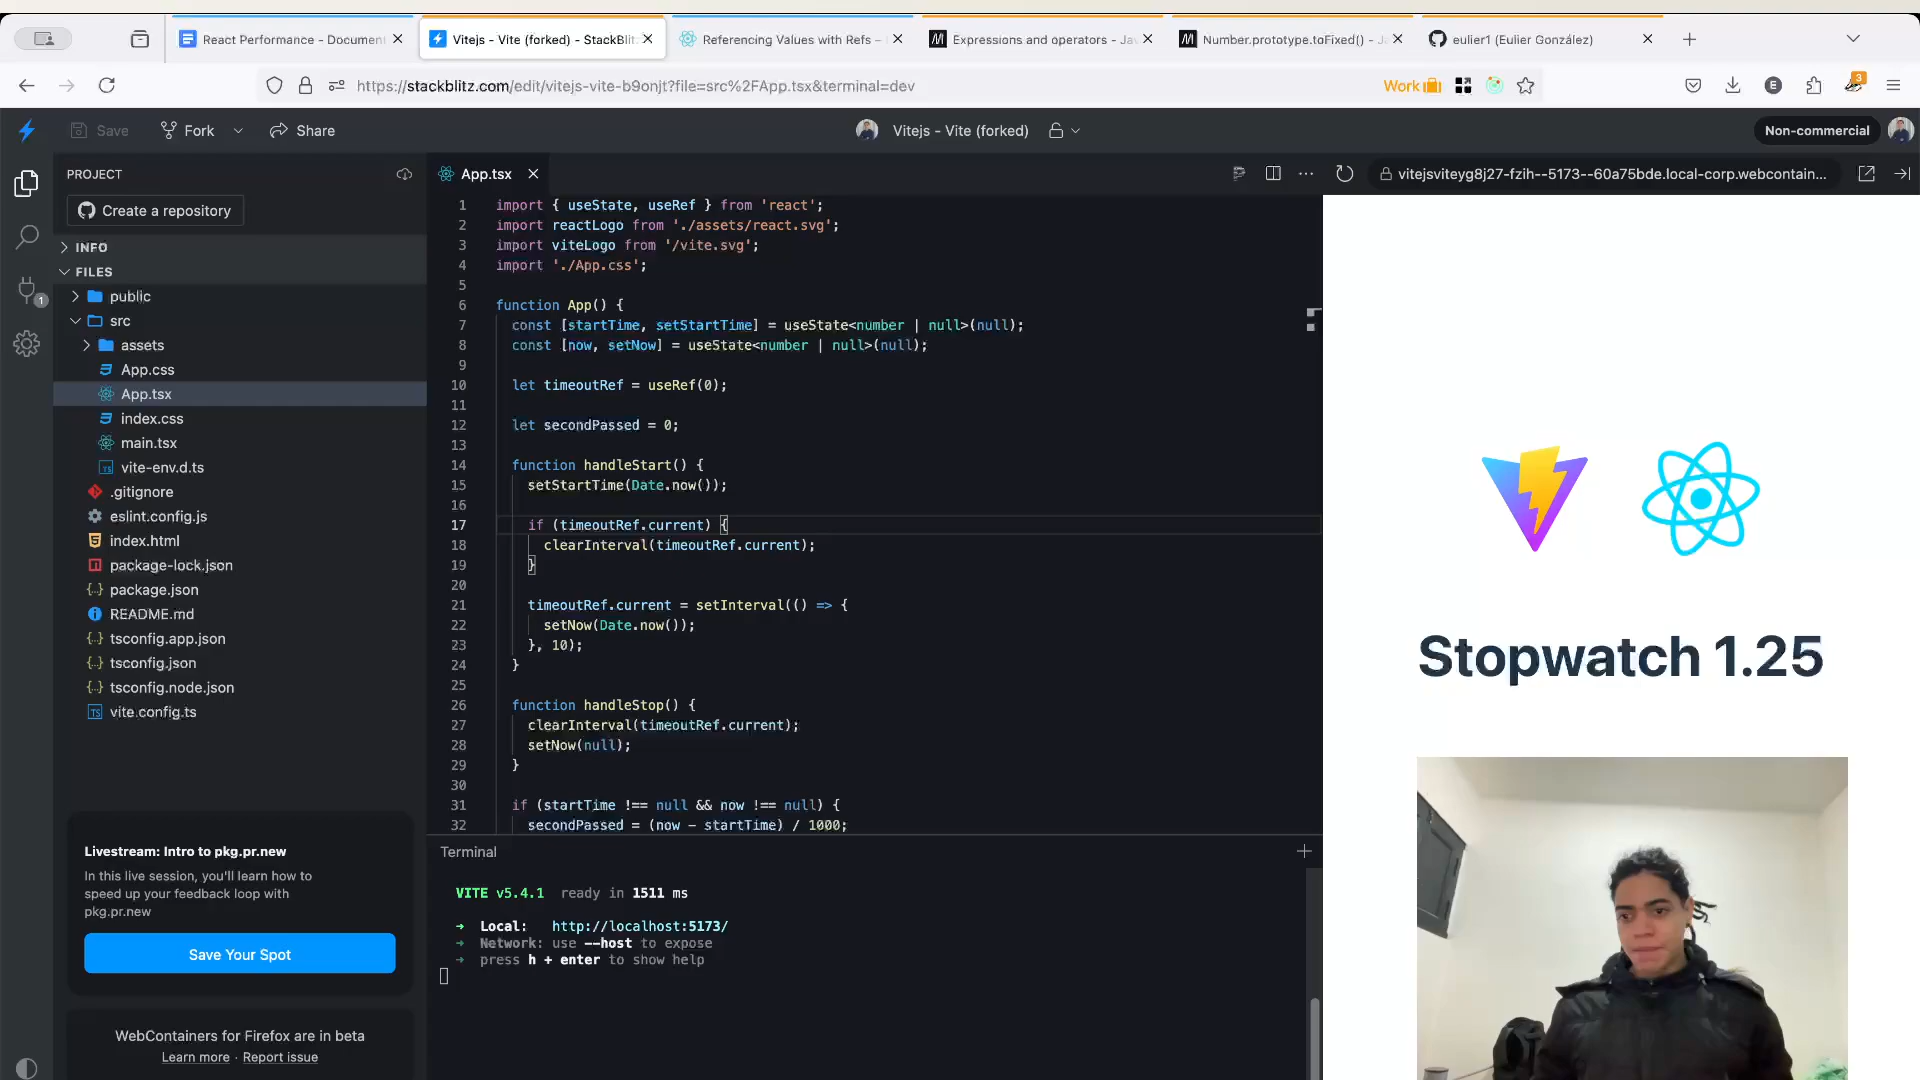 React Performance - Document
Vitejs - Vite (forked) - StackBlitz
Referencing Values with Refs –
Expressions and operators - Jav
Number.prototype.toFixed() - J
eulier1 (Eulier González)
https://stackblitz.com/edit/vitejs-vite-b9onjt?file=src%2FApp.tsx&terminal=dev
Work
E
3
Save
Fork
Share
Vitejs - Vite (forked)
Non-commercial
PROJECT
App.tsx
vitejsviteyg8j27-fzih--5173--60a75bde.local-corp.webcontain...
Create a repository
INFO
FILES
1
public
src
assets
App.css
App.tsx
index.css
main.tsx
TS vite-env.d.ts
.gitignore
eslint.config.js
index.html
package-lock.json
{..} package.json
README.md
{..} tsconfig.app.json
{..} tsconfig.json
{..} tsconfig.node.json
TS vite.config.ts
Livestream: Intro to pkg.pr.new
In this live session, you'll learn how to
speed up your feedback loop with
pkg.pr.new
Save Your Spot
WebContainers for Firefox are in beta
Learn more · Report issue
1 import { useState, useRef } from 'react';
2 import reactLogo from './assets/react.svg';
3 import viteLogo from '/vite.svg';
4 import './App.css';
5
6 function App() {
7 const [startTime, setStartTime] = useState<number | null>(null);
8 const [now, setNow] = useState<number | null>(null);
9
10 let timeoutRef = useRef(0);
11
12 let secondPassed = 0;
13
14 function handleStart() {
15 setStartTime(Date.now());
16
17 if (timeoutRef.current) {
18 clearInterval(timeoutRef.current);
19 }
20
21 timeoutRef.current = setInterval(() => {
22 setNow(Date.now());
23 }, 10);
24 }
25
26 function handleStop() {
27 clearInterval(timeoutRef.current);
28 setNow(null);
29 }
30
31 if (startTime !== null && now !== null) {
32 secondPassed = (now - startTime) / 1000;
Terminal
VITE v5.4.1 ready in 1511 ms
➜ Local: http://localhost:5173/
➜ Network: use --host to expose
➜ press h + enter to show help
Stopwatch 1.25